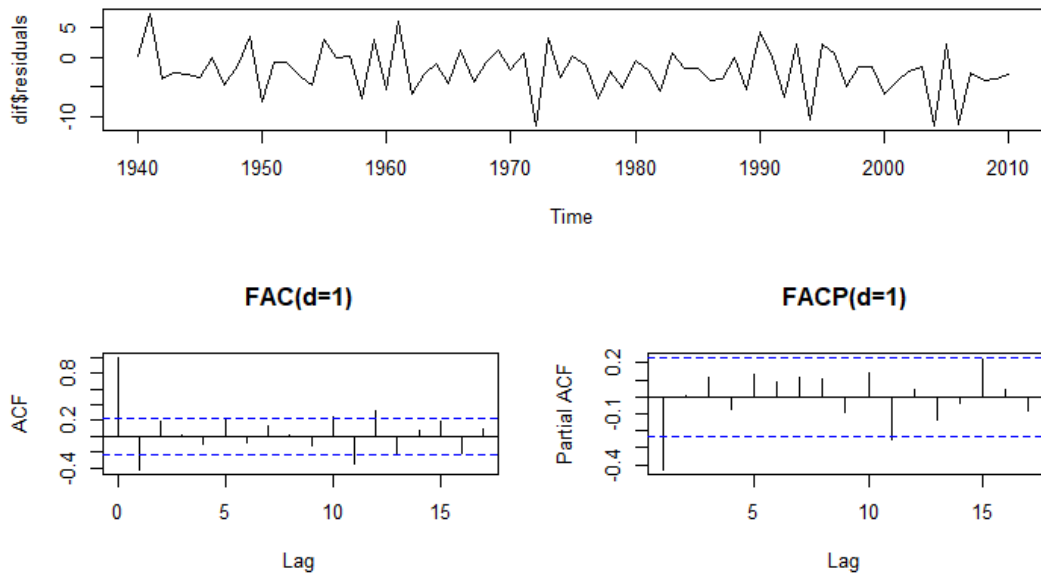 dif$residuals
5
0
-10
1940 1950 1960 1970 1980 1990 2000 2010
Time
FAC(d=1)
ACF
0.8
0.2
-0.4
0 5 10 15
Lag
FACP(d=1)
Partial ACF
0.2
-0.1
-0.4
5 10 15
Lag